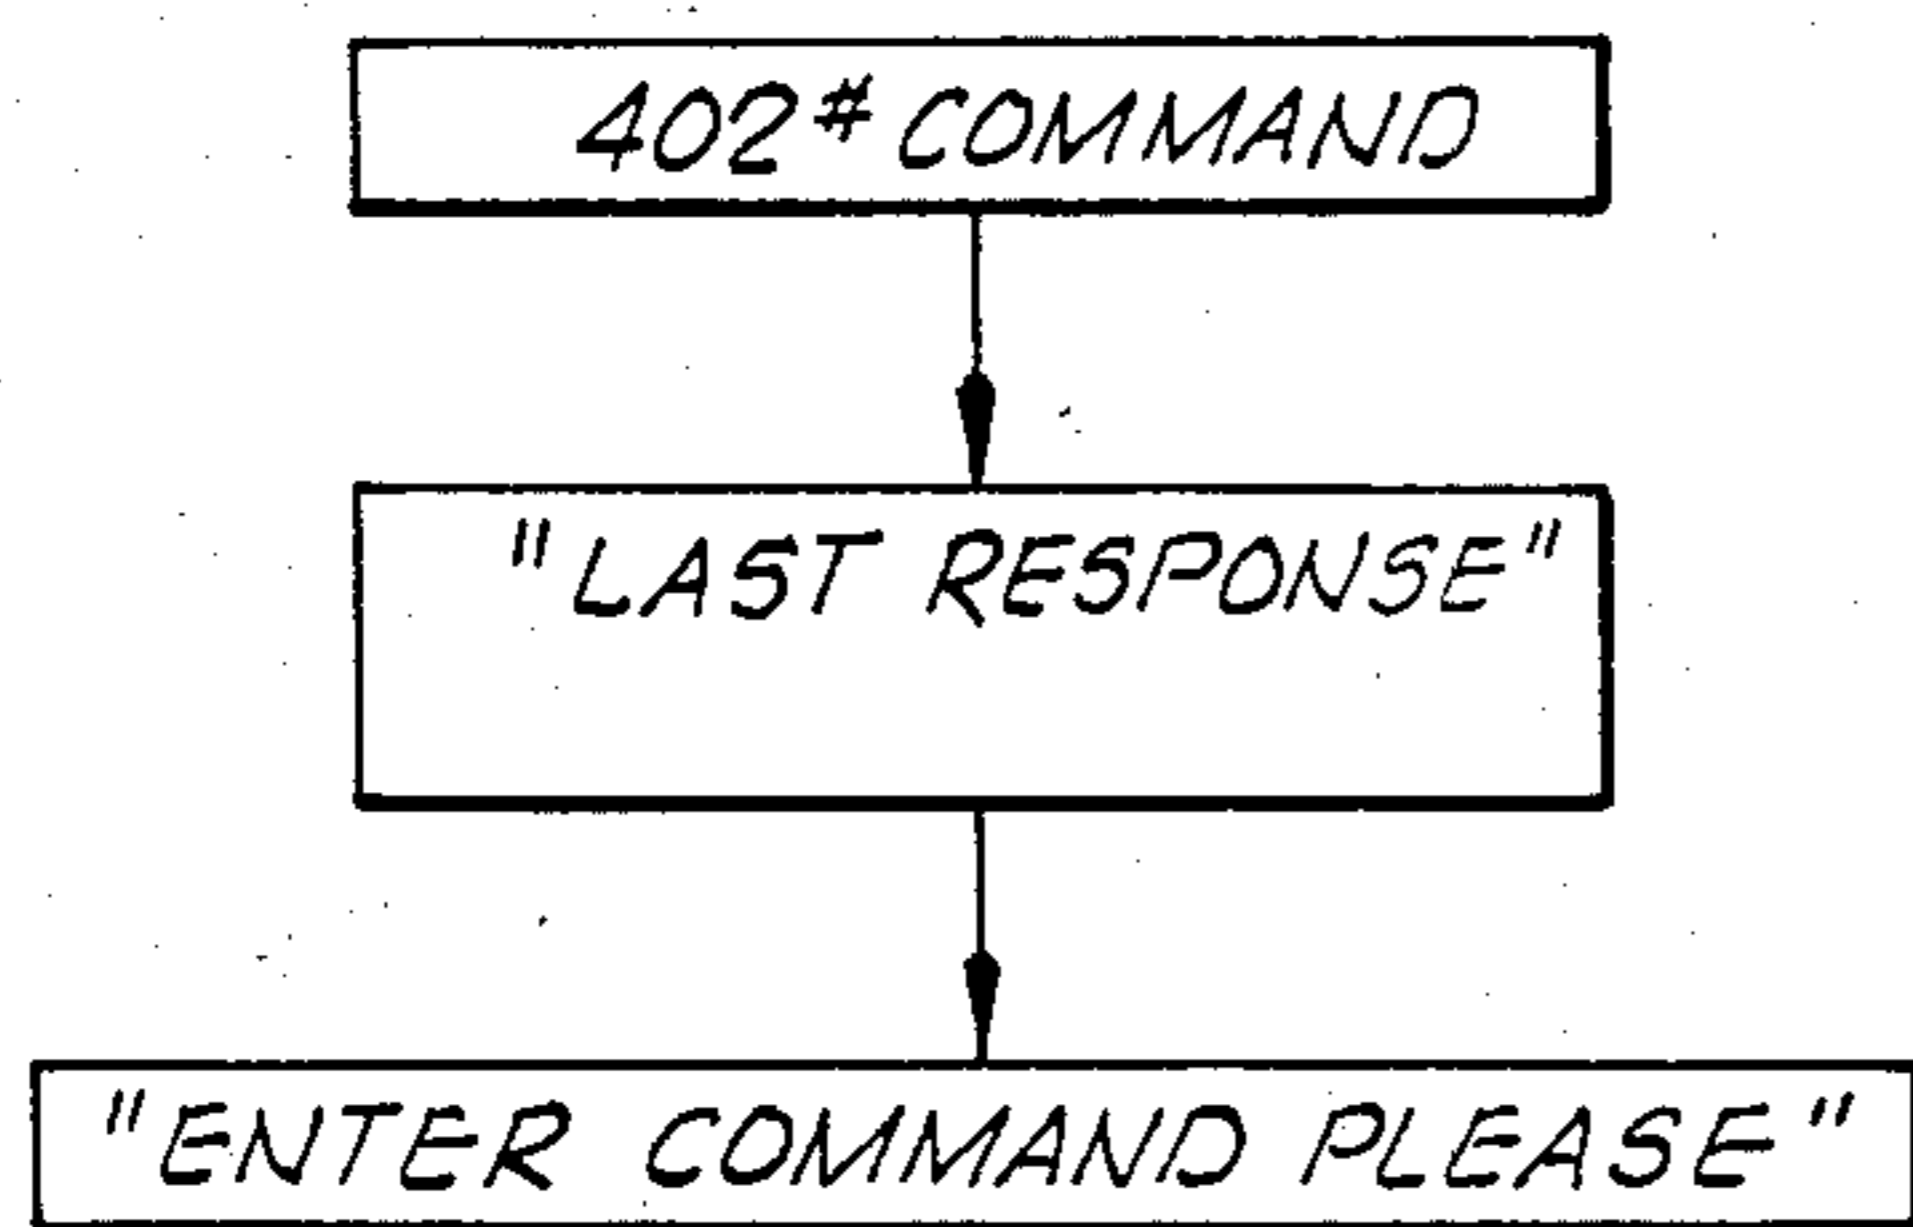 402# COMMAND
"LAST RESPONSE"
"ENTER COMMAND PLEASE"